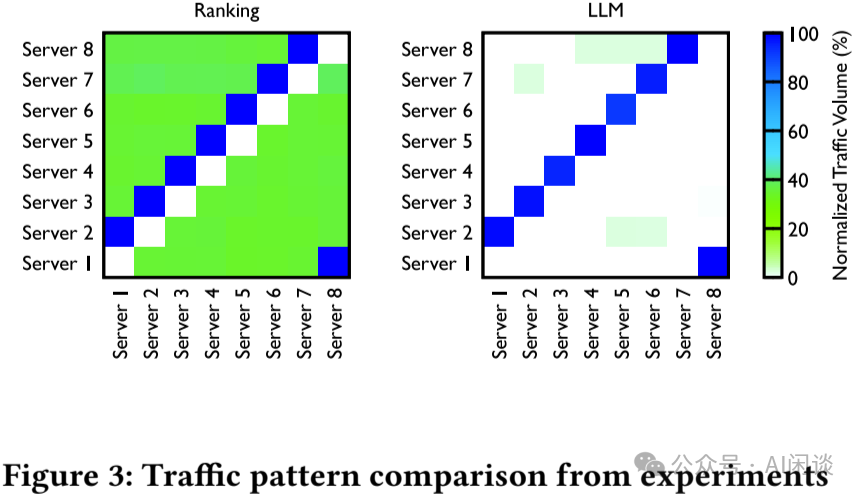 Ranking
LLM
Server 8
Server 7
Server 6
Server 5
Server 4
Server 3
Server 2
Server 1
Server 1
Server 2
Server 3
Server 4
Server 5
Server 6
Server 7
Server 8
Server 8
Server 7
Server 6
Server 5
Server 4
Server 3
Server 2
Server 1
Server 1
Server 2
Server 3
Server 4
Server 5
Server 6
Server 7
Server 8
100
80
60
40
20
0
Normalized Traffic Volume (%)
Figure 3: Traffic pattern comparison from experiments
公众号 · AI闲谈